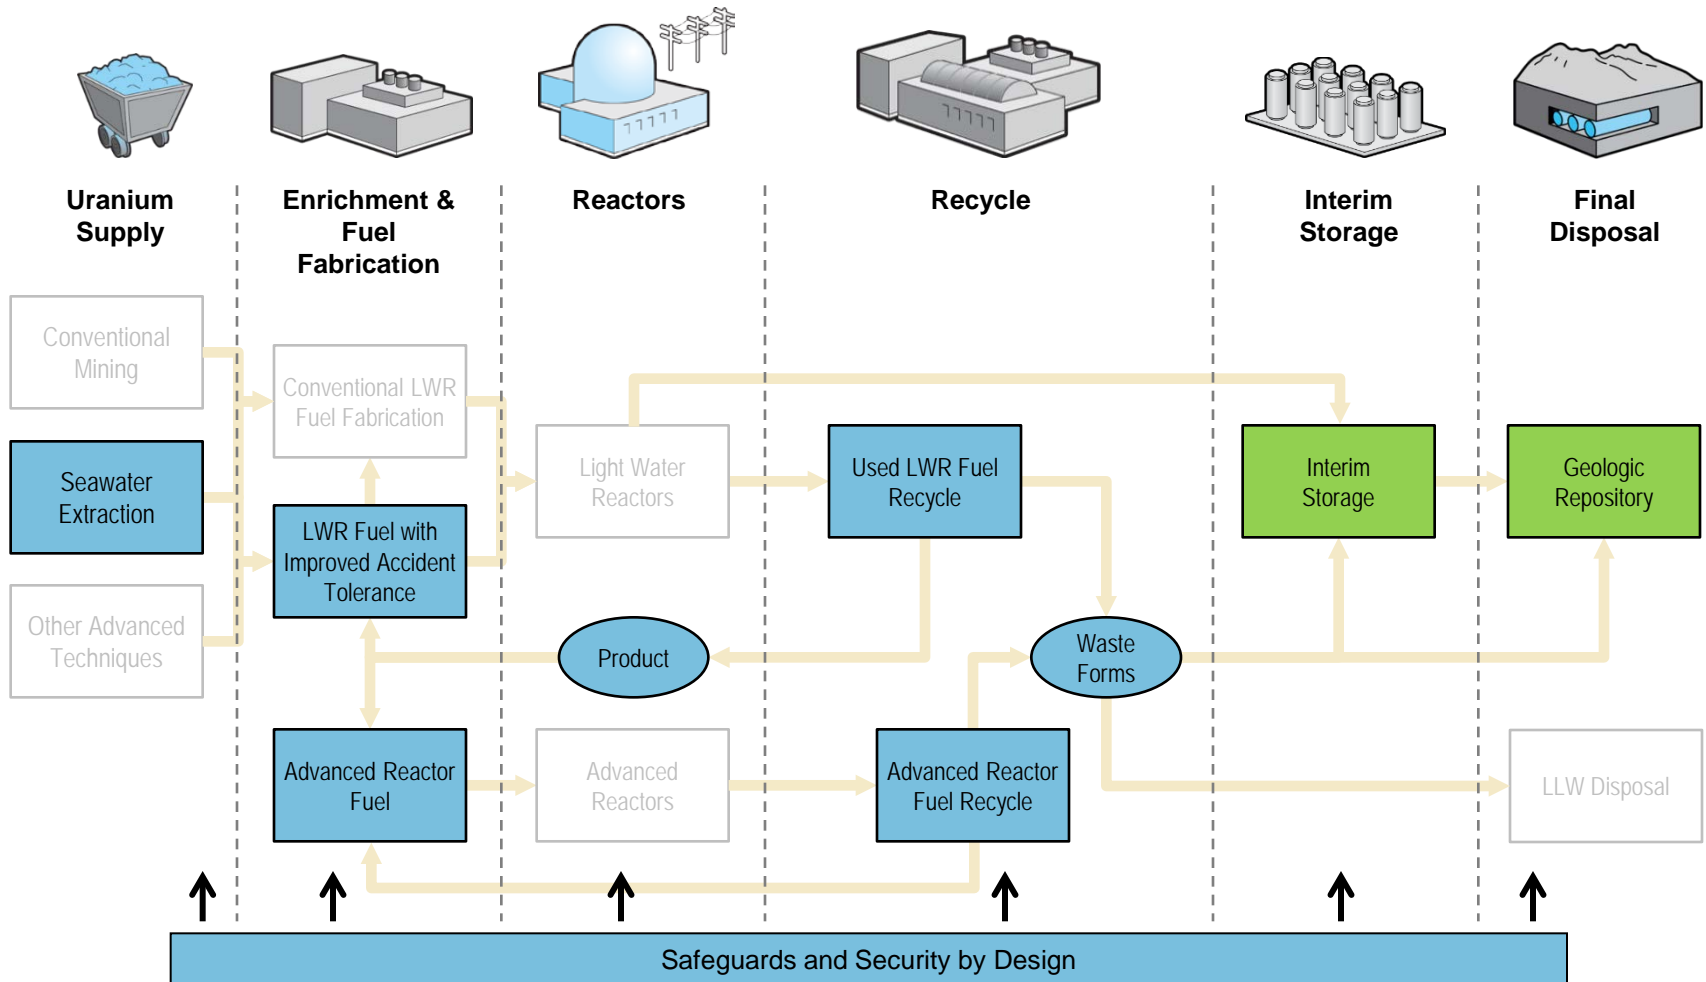 Uranium
Supply
Enrichment &
Fuel
Fabrication
Reactors
Recycle
Interim
Storage
Final
Disposal
Conventional
Mining
Seawater
Extraction
Other Advanced
Techniques
Conventional LWR
Fuel Fabrication
LWR Fuel with
Improved Accident
Tolerance
Advanced Reactor
Fuel
Light Water
Reactors
Product
Advanced
Reactors
Used LWR Fuel
Recycle
Waste
Forms
Advanced Reactor
Fuel Recycle
Interim
Storage
Geologic
Repository
LLW Disposal
Safeguards and Security by Design